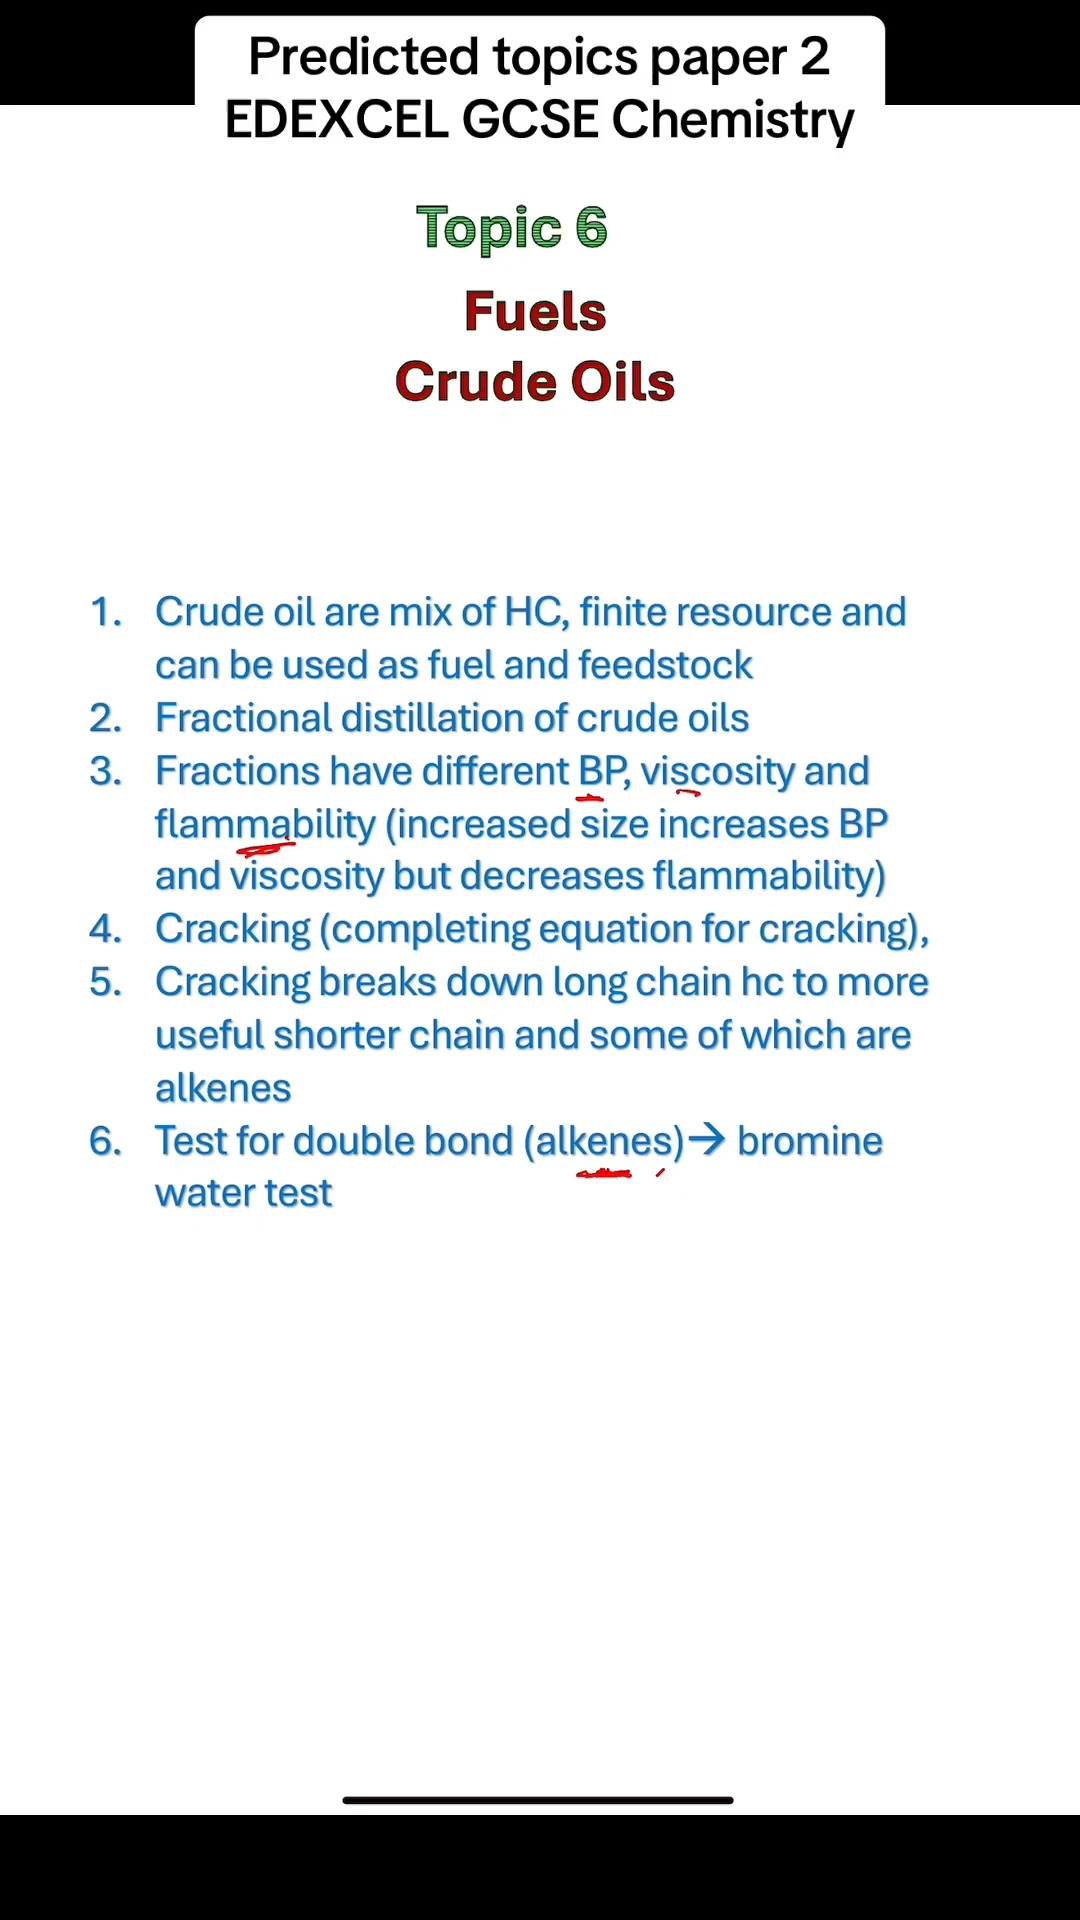 Predicted topics paper 2
EDEXCEL GCSE Chemistry
Topic 6
Fuels
Crude Oils
1. Crude oil are mix of HC, finite resource and
can be used as fuel and feedstock
2. Fractional distillation of crude oils
3. Fractions have different BP, viscosity and
flammability (increased size increases BP
and viscosity but decreases flammability)
4. Cracking (completing equation for cracking),
5. Cracking breaks down long chain hc to more
useful shorter chain and some of which are
alkenes
6. Test for double bond (alkenes)→ bromine
water test